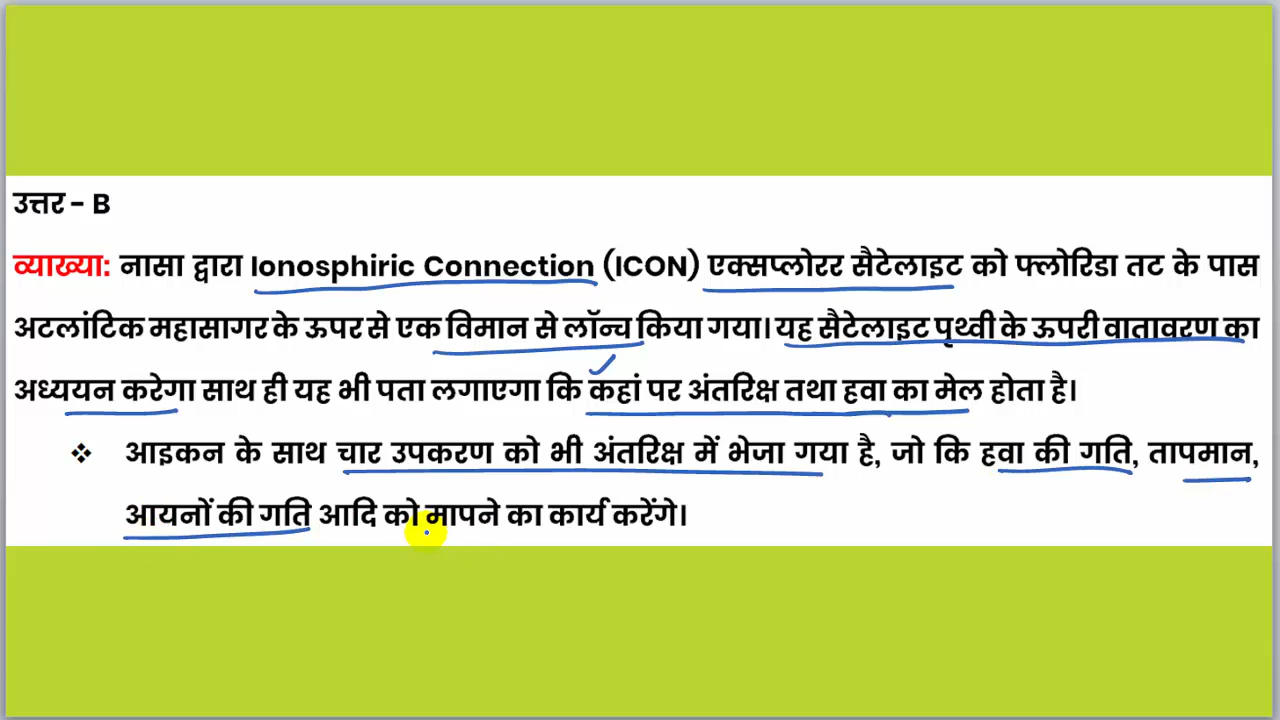 उत्तर - B
व्याख्या: नासा द्वारा Ionosphiric Connection (ICON) एक्सप्लोरर सैटेलाइट को फ्लोरिडा तट के पास
अटलांटिक महासागर के ऊपर से एक विमान से लॉन्च किया गया। यह सैटेलाइट पृथ्वी के ऊपरी वातावरण का
अध्ययन करेगा साथ ही यह भी पता लगाएगा कि कहां पर अंतरिक्ष तथा हवा का मेल होता है।
❖ आइकन के साथ चार उपकरण को भी अंतरिक्ष में भेजा गया है, जो कि हवा की गति, तापमान,
आयनों की गति आदि को मापने का कार्य करेंगे।